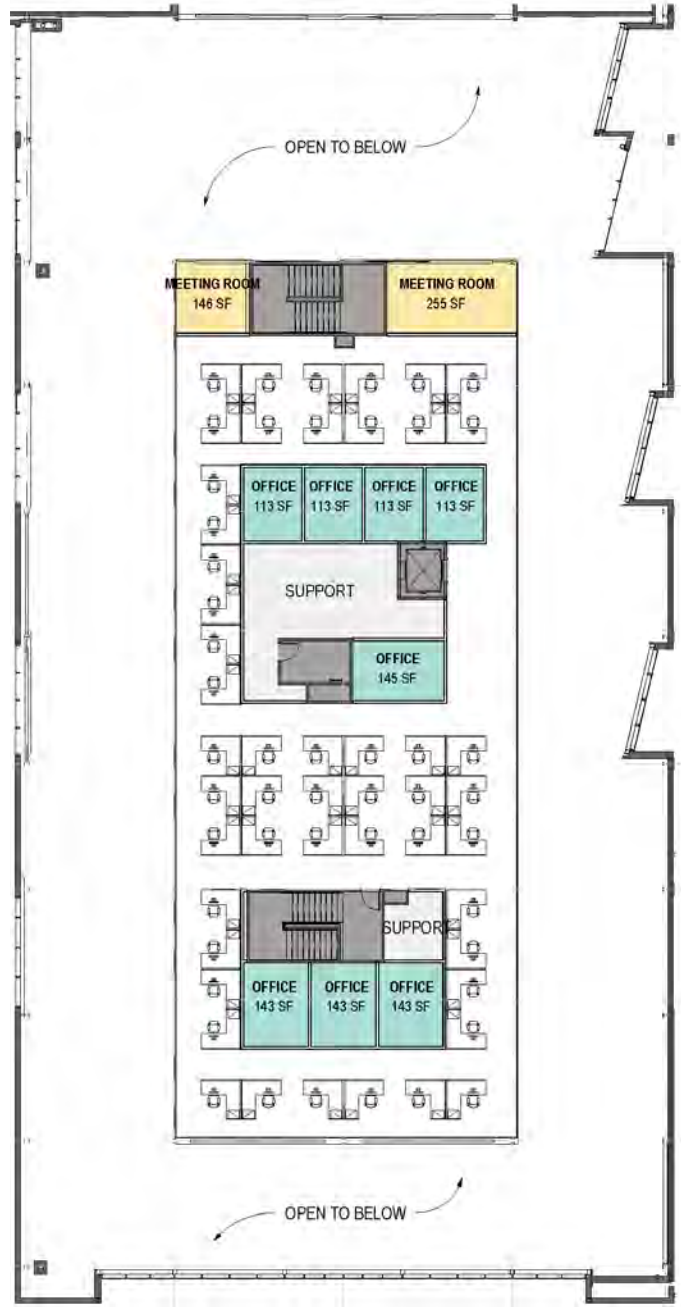 OPEN TO BELOW
MEETING ROOM
146 SF
MEETING ROOM
255 SF
OFFICE
113 SF
OFFICE
113 SF
OFFICE
113 SF
OFFICE
113 SF
SUPPORT
OFFICE
145 SF
SUPPORT
OFFICE
143 SF
OFFICE
143 SF
OFFICE
143 SF
OPEN TO BELOW